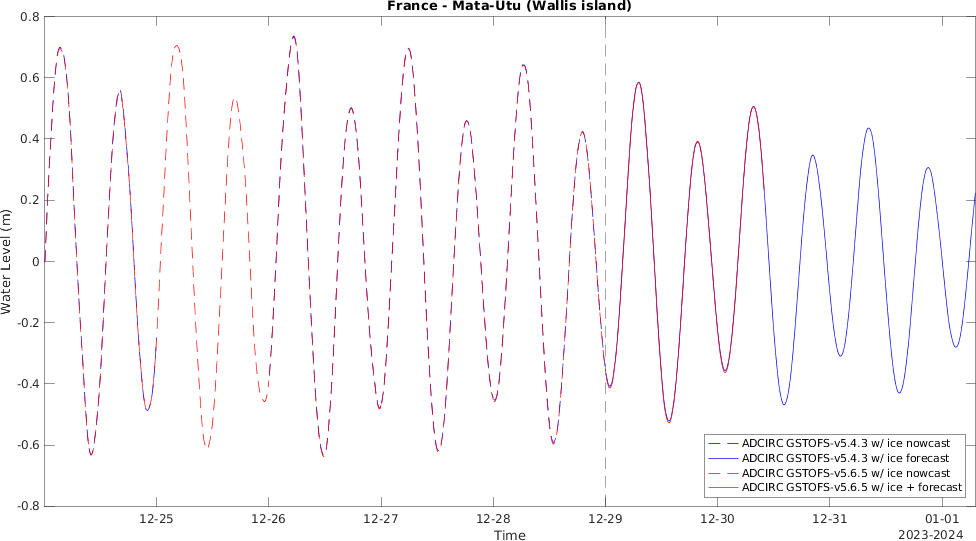 France - Mata-Utu (Wallis island)
0.8
0.6
0.4
0.2
0
-0.2
-0.4
-0.6
-0.8
Water Level (m)
12-25
12-26
12-27
12-28
12-29
12-30
12-31
01-01
Time
2023-2024
ADCIRC GSTOFS-v5.4.3 w/ ice nowcast
ADCIRC GSTOFS-v5.4.3 w/ ice forecast
ADCIRC GSTOFS-v5.6.5 w/ ice nowcast
ADCIRC GSTOFS-v5.6.5 w/ ice + forecast